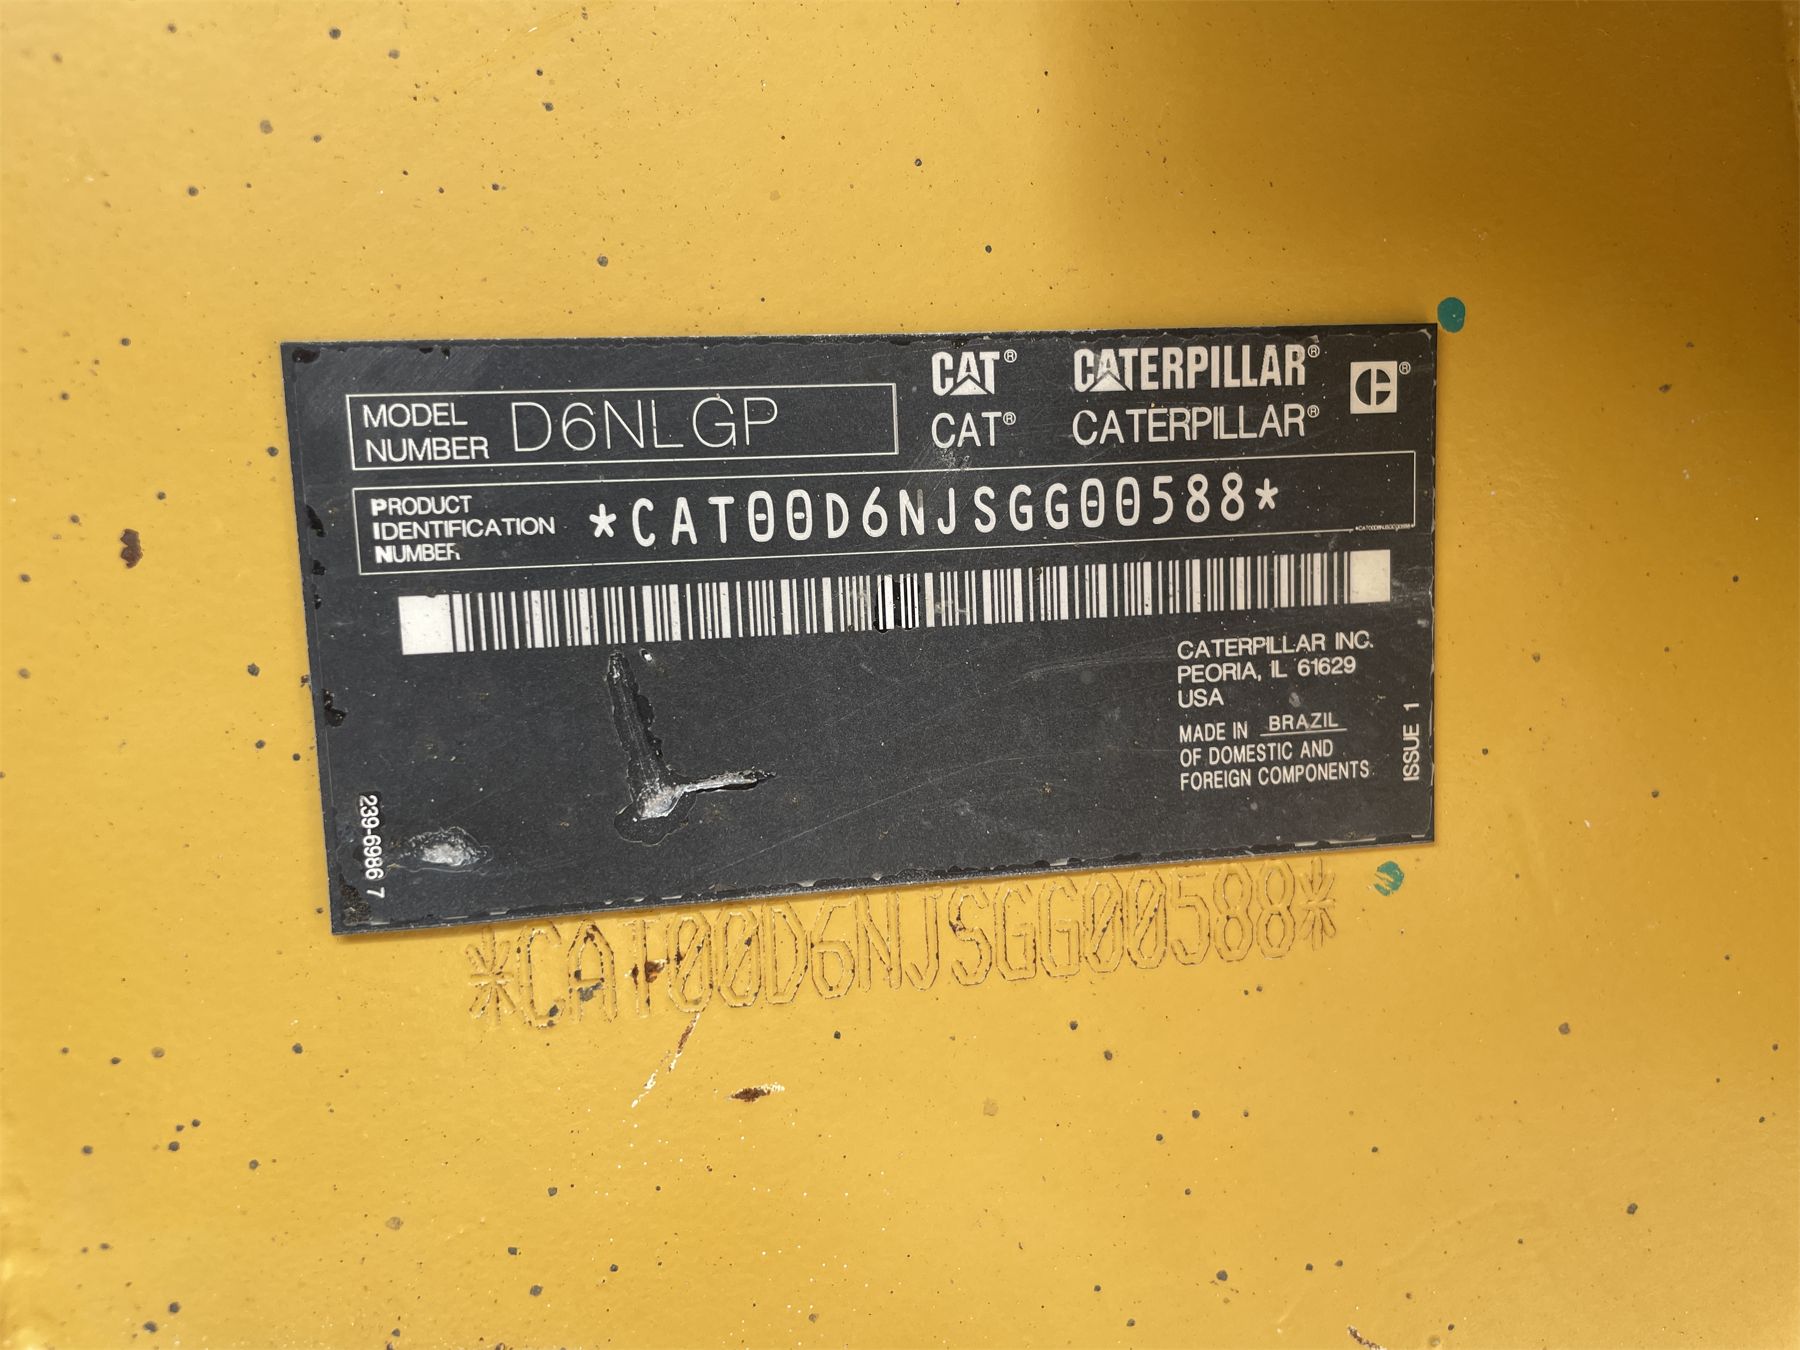 CAT® CATERPILLAR®
CAT® CATERPILLAR®
MODEL NUMBER D6NLGP
PRODUCT
IDENTIFICATION
NUMBER
*CAT00D6NJSGG00588*
CATERPILLAR INC.
PEORIA, IL 61629
USA
MADE IN BRAZIL
OF DOMESTIC AND
FOREIGN COMPONENTS
ISSUE 1
239-6986 7
*CAT00D6NJSGG00588*